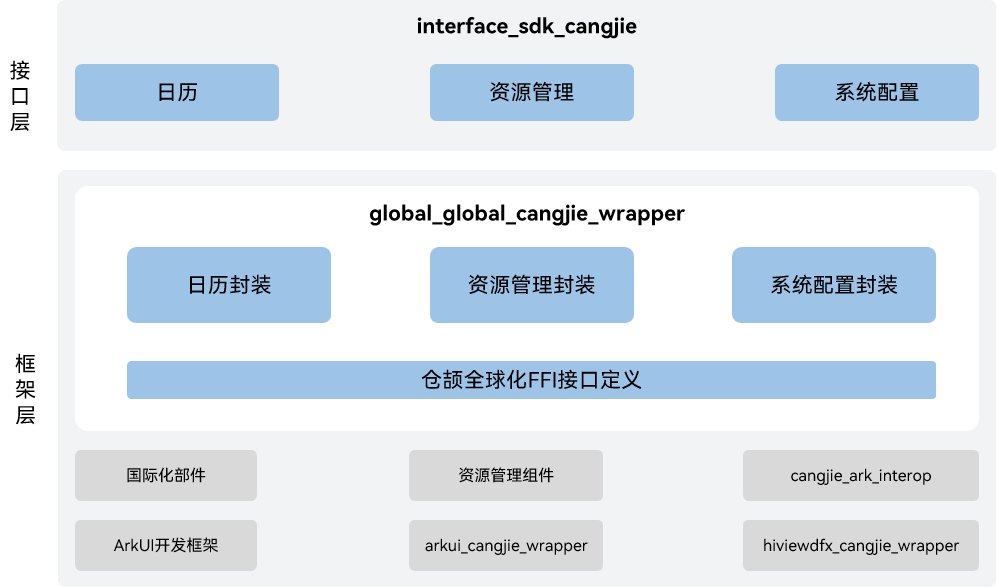 interface_sdk_cangjie
接口层
日历
资源管理
系统配置
global_global_cangjie_wrapper
日历封装
资源管理封装
系统配置封装
框架层
仓颉全球化FFI接口定义
国际化部件
资源管理组件
cangjie_ark_interop
ArkUI开发框架
arkui_cangjie_wrapper
hiviewdfx_cangjie_wrapper